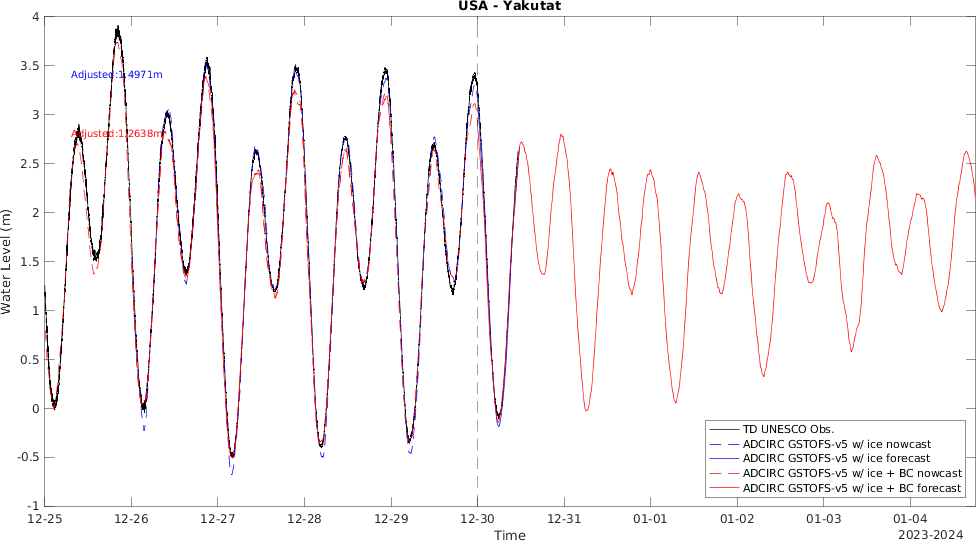 USA - Yakutat
4
3.5
3
2.5
2
1.5
1
0.5
0
-0.5
-1
Water Level (m)
Adjusted:1.4971m
Adjusted:1.2638m
TD UNESCO Obs.
ADCIRC GSTOFS-v5 w/ ice nowcast
ADCIRC GSTOFS-v5 w/ ice forecast
ADCIRC GSTOFS-v5 w/ ice + BC nowcast
ADCIRC GSTOFS-v5 w/ ice + BC forecast
12-25 12-26 12-27 12-28 12-29 12-30 12-31 01-01 01-02 01-03 01-04
Time
2023-2024